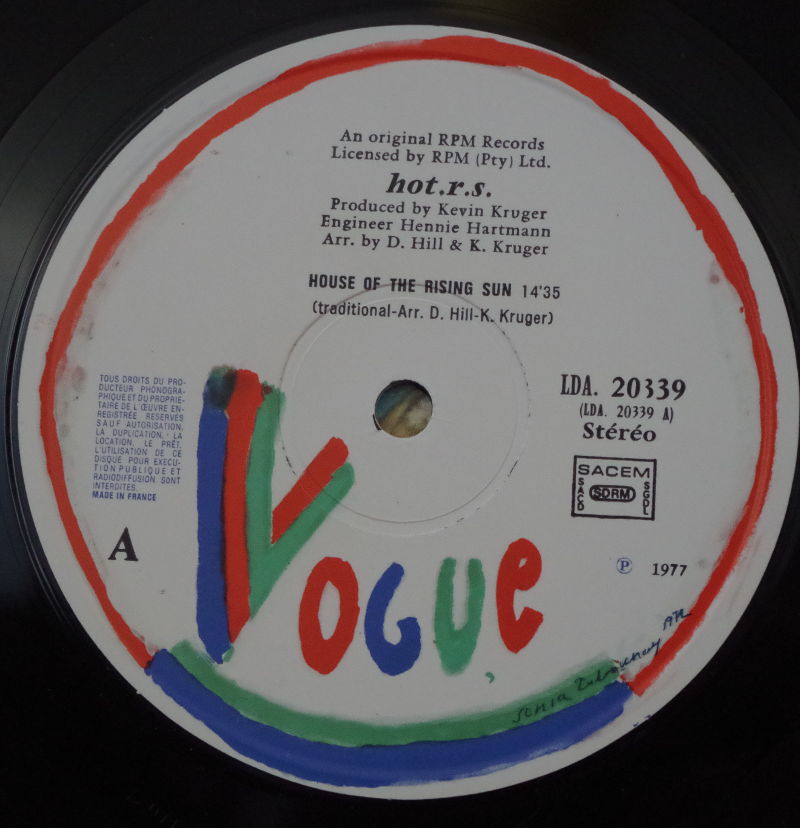 An original RPM Records
Licensed by RPM (Pty) Ltd.
hot.r.s.
Produced by Kevin Kruger
Engineer Hennie Hartmann
Arr. by D. Hill & K. Kruger
HOUSE OF THE RISING SUN 14'35
(traditional-Arr. D. Hill-K. Kruger)
TOUS DROITS DU PRO-
DUCTEUR PHONOGRA-
PHIQUE ET DU PROPRIE-
TAIRE DE L'ŒUVRE EN-
REGISTRÉE RESERVES
SAUF AUTORISATION,
LA DUPLICATION, LA
LOCATION, LE PRÊT,
L'UTILISATION DE CE
DISQUE POUR EXECU-
TION PUBLIQUE ET
RADIODIFFUSION SONT
INTERDITES.
MADE IN FRANCE
LDA. 20339
(LDA. 20339 A)
Stéréo
SACEM
SACD SDRM SGDL
A
℗ 1977
VOGUE
Sonia Delaunay